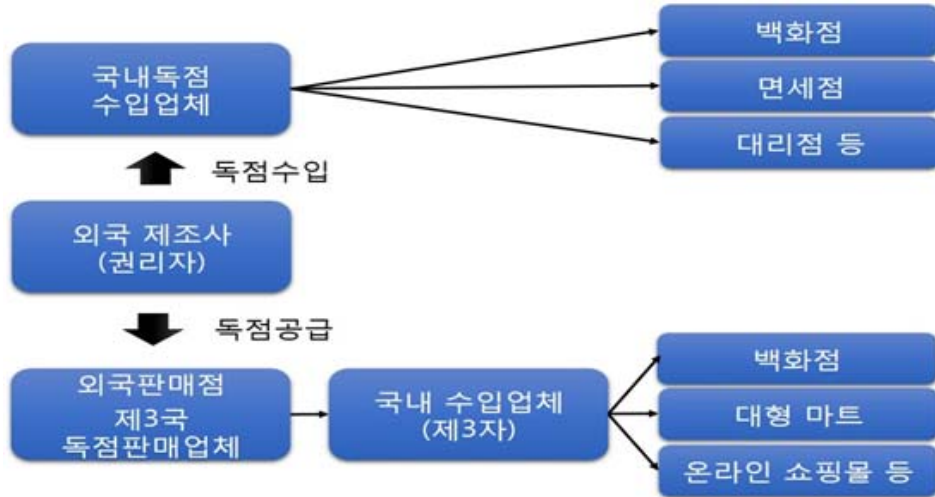 국내독점
수입업체
백화점
면세점
대리점 등
독점수입
외국 제조사
(권리자)
독점공급
외국판매점
제3국
독점판매업체
국내 수입업체
(제3자)
백화점
대형 마트
온라인 쇼핑몰 등